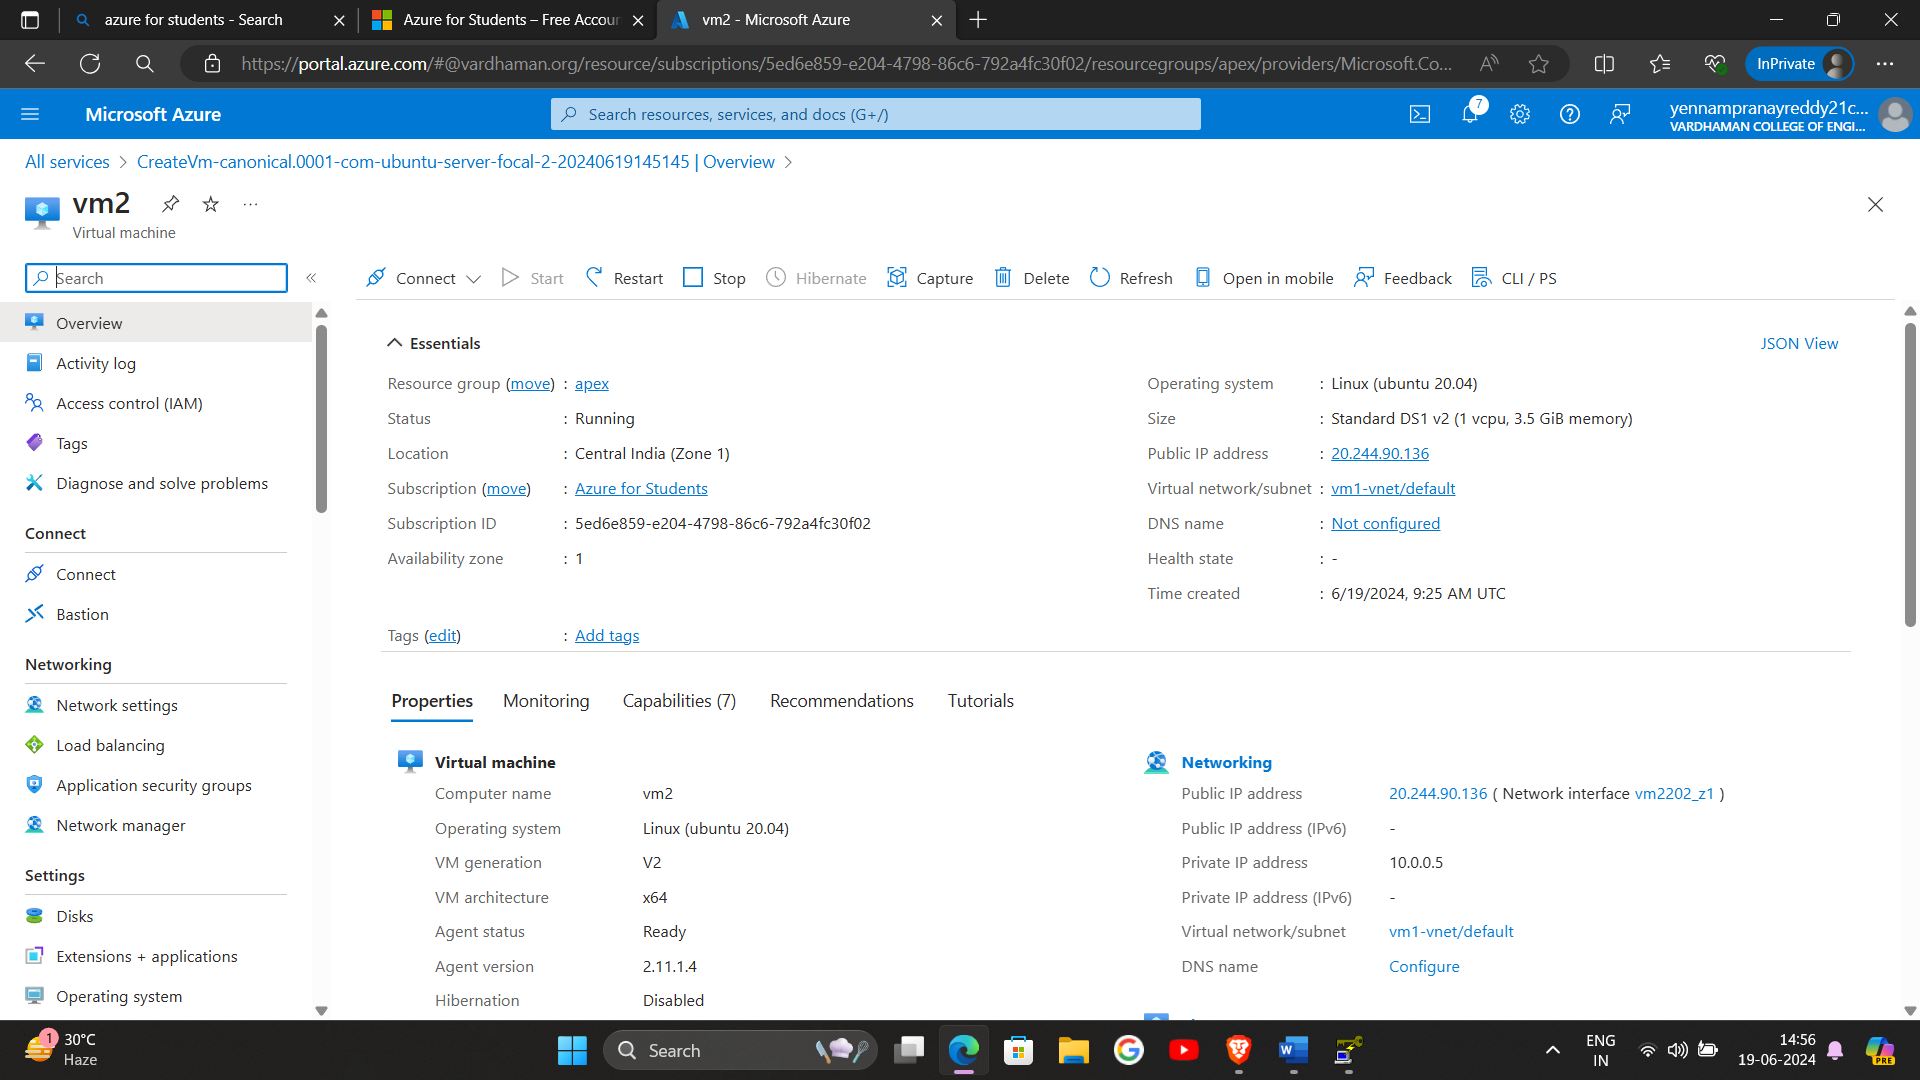 azure for students - Search
Azure for Students – Free Accoun
vm2 - Microsoft Azure
https://portal.azure.com/#@vardhaman.org/resource/subscriptions/5ed6e859-e204-4798-86c6-792a4fc30f02/resourcegroups/apex/providers/Microsoft.Co...
InPrivate
Microsoft Azure
Search resources, services, and docs (G+/)
7
yennampranayreddy21c...
VARDHAMAN COLLEGE OF ENGI...
All services > CreateVm-canonical.0001-com-ubuntu-server-focal-2-20240619145145 | Overview >
vm2
Virtual machine
Search
Connect
Start
Restart
Stop
Hibernate
Capture
Delete
Refresh
Open in mobile
Feedback
CLI / PS
Overview
Activity log
Access control (IAM)
Tags
Diagnose and solve problems
Connect
Connect
Bastion
Networking
Network settings
Load balancing
Application security groups
Network manager
Settings
Disks
Extensions + applications
Operating system
Essentials
JSON View
Resource group (move) : apex
Status : Running
Location : Central India (Zone 1)
Subscription (move) : Azure for Students
Subscription ID : 5ed6e859-e204-4798-86c6-792a4fc30f02
Availability zone : 1
Operating system : Linux (ubuntu 20.04)
Size : Standard DS1 v2 (1 vcpu, 3.5 GiB memory)
Public IP address : 20.244.90.136
Virtual network/subnet : vm1-vnet/default
DNS name : Not configured
Health state : -
Time created : 6/19/2024, 9:25 AM UTC
Tags (edit) : Add tags
Properties
Monitoring
Capabilities (7)
Recommendations
Tutorials
Virtual machine
Computer name vm2
Operating system Linux (ubuntu 20.04)
VM generation V2
VM architecture x64
Agent status Ready
Agent version 2.11.1.4
Hibernation Disabled
Networking
Public IP address 20.244.90.136 ( Network interface vm2202_z1 )
Public IP address (IPv6) -
Private IP address 10.0.0.5
Private IP address (IPv6) -
Virtual network/subnet vm1-vnet/default
DNS name Configure
1
30°C
Haze
Search
ENG
IN
14:56
19-06-2024
PRE